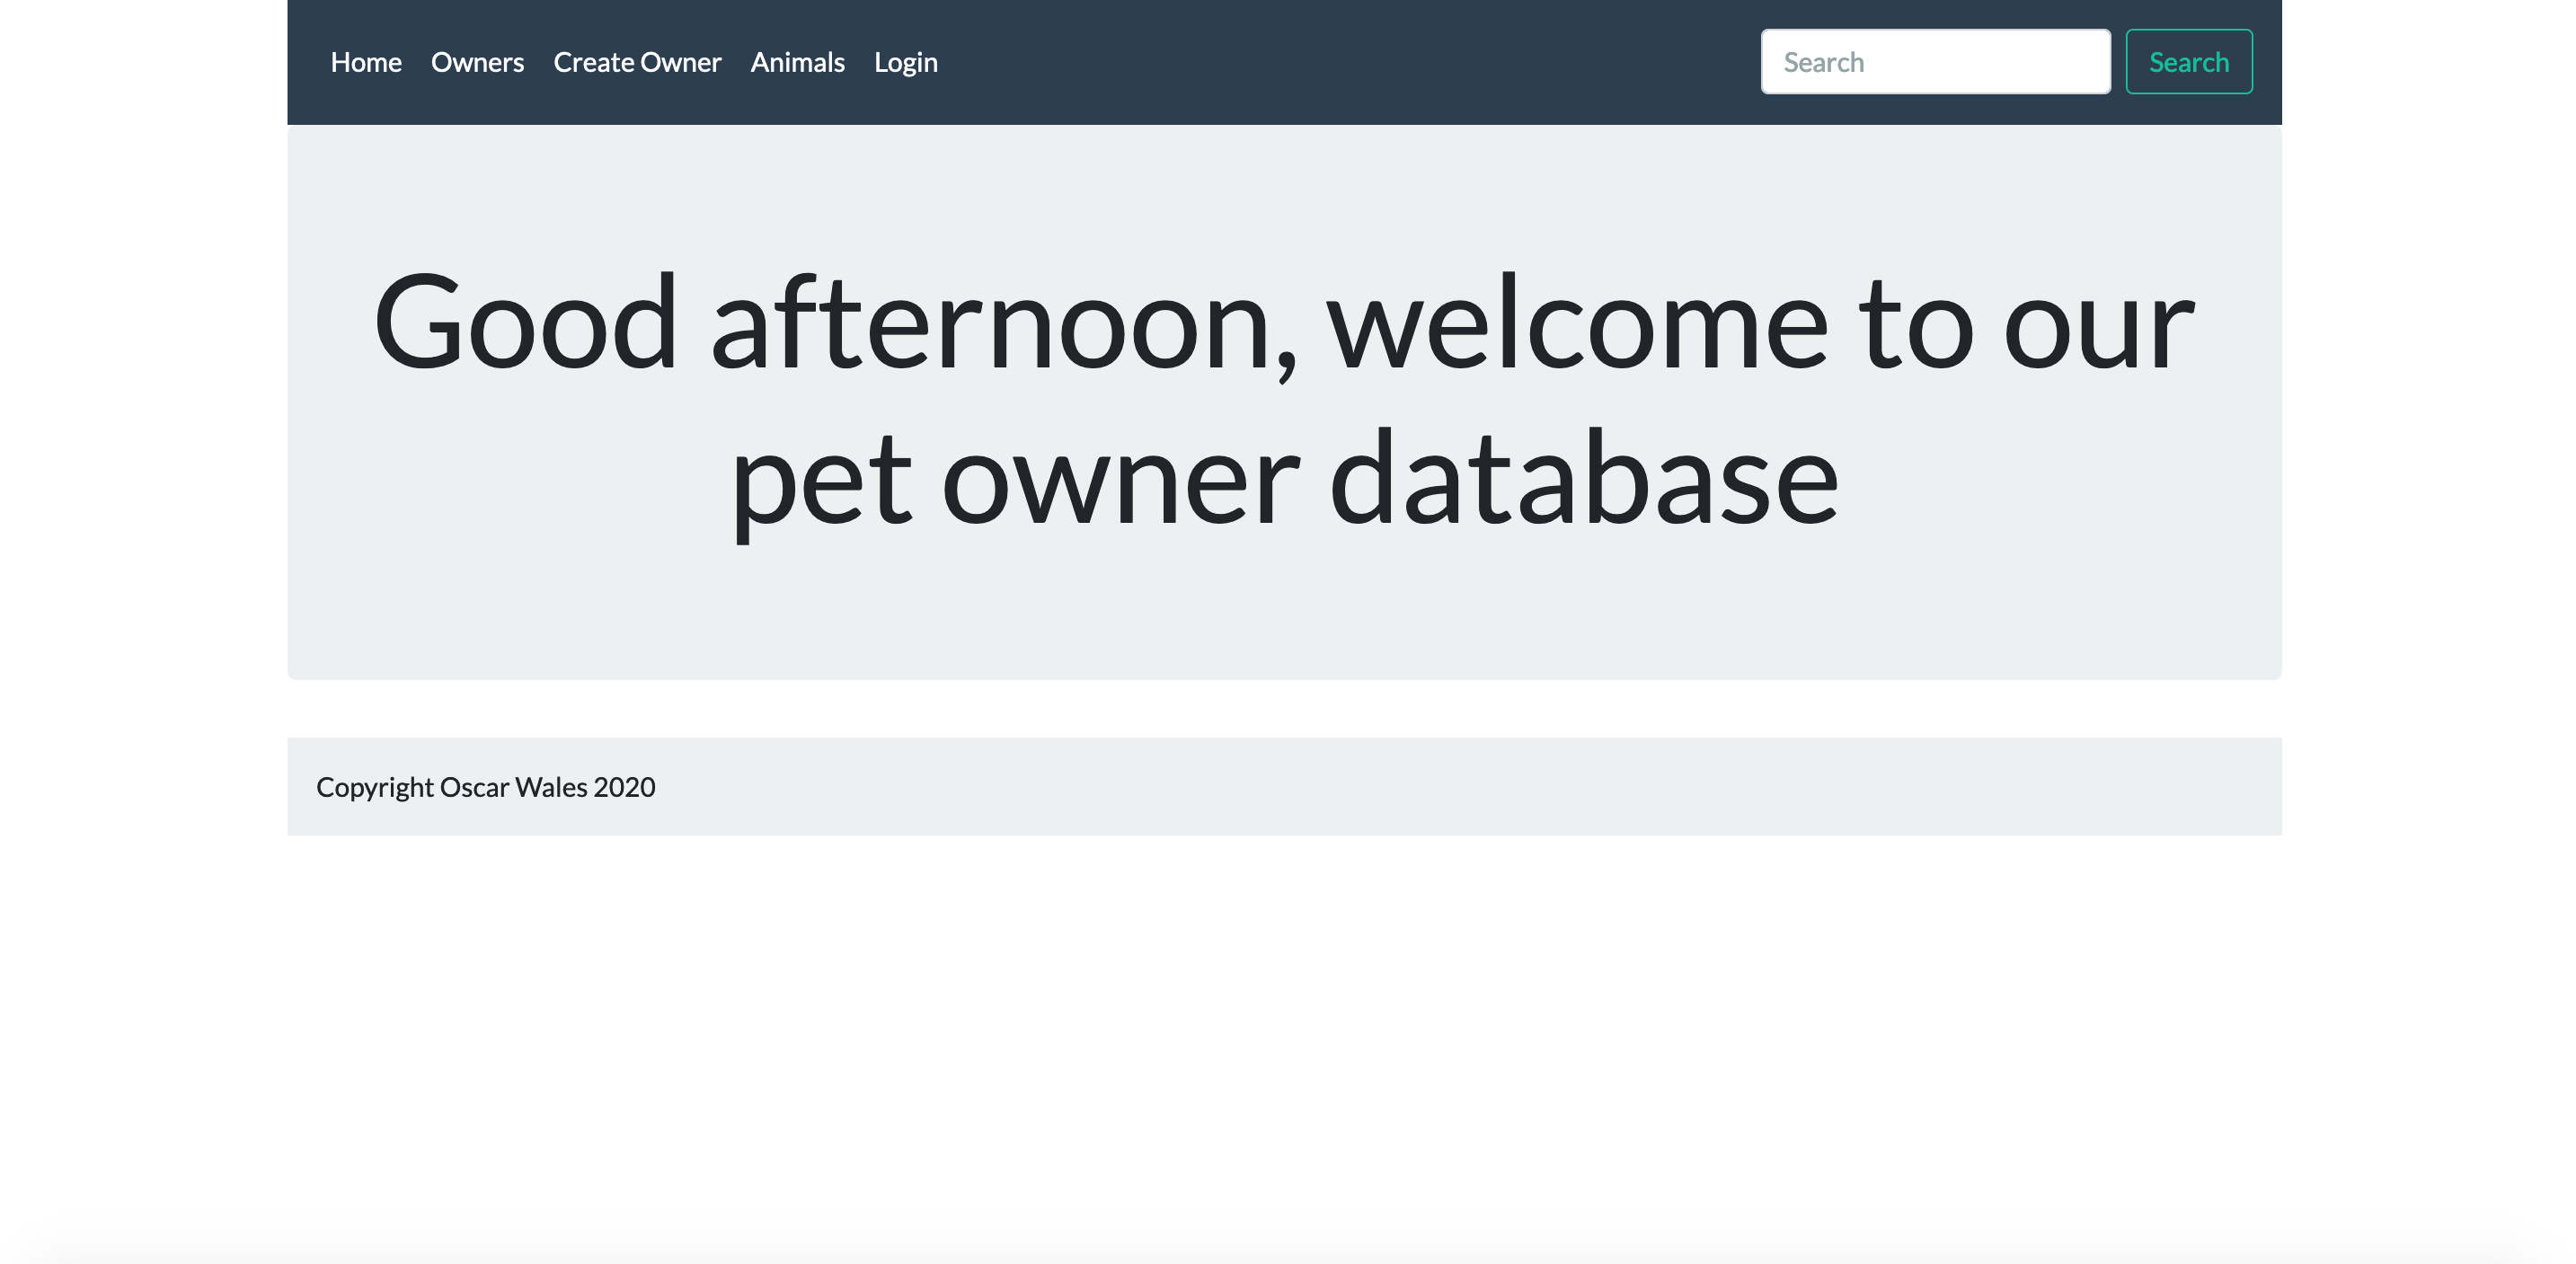 Home Owners Create Owner Animals Login Search Search
Good afternoon, welcome to our
pet owner database
Copyright Oscar Wales 2020